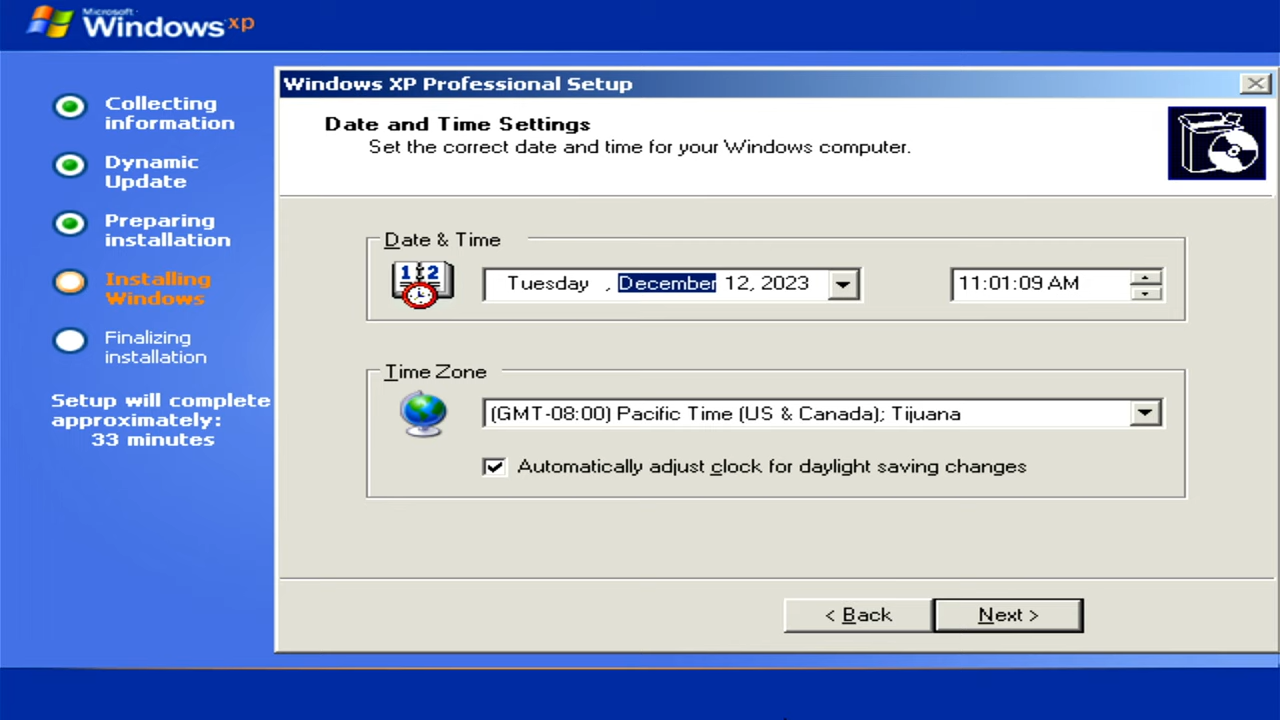 Microsoft
Windows xp
Collecting
information
Dynamic
Update
Preparing
installation
Installing
Windows
Finalizing
installation
Setup will complete
approximately:
33 minutes
Windows XP Professional Setup
Date and Time Settings
Set the correct date and time for your Windows computer.
Date & Time
12
Tuesday , December 12, 2023
11:01:09 AM
Time Zone
(GMT-08:00) Pacific Time (US & Canada); Tijuana
Automatically adjust clock for daylight saving changes
< Back
Next >